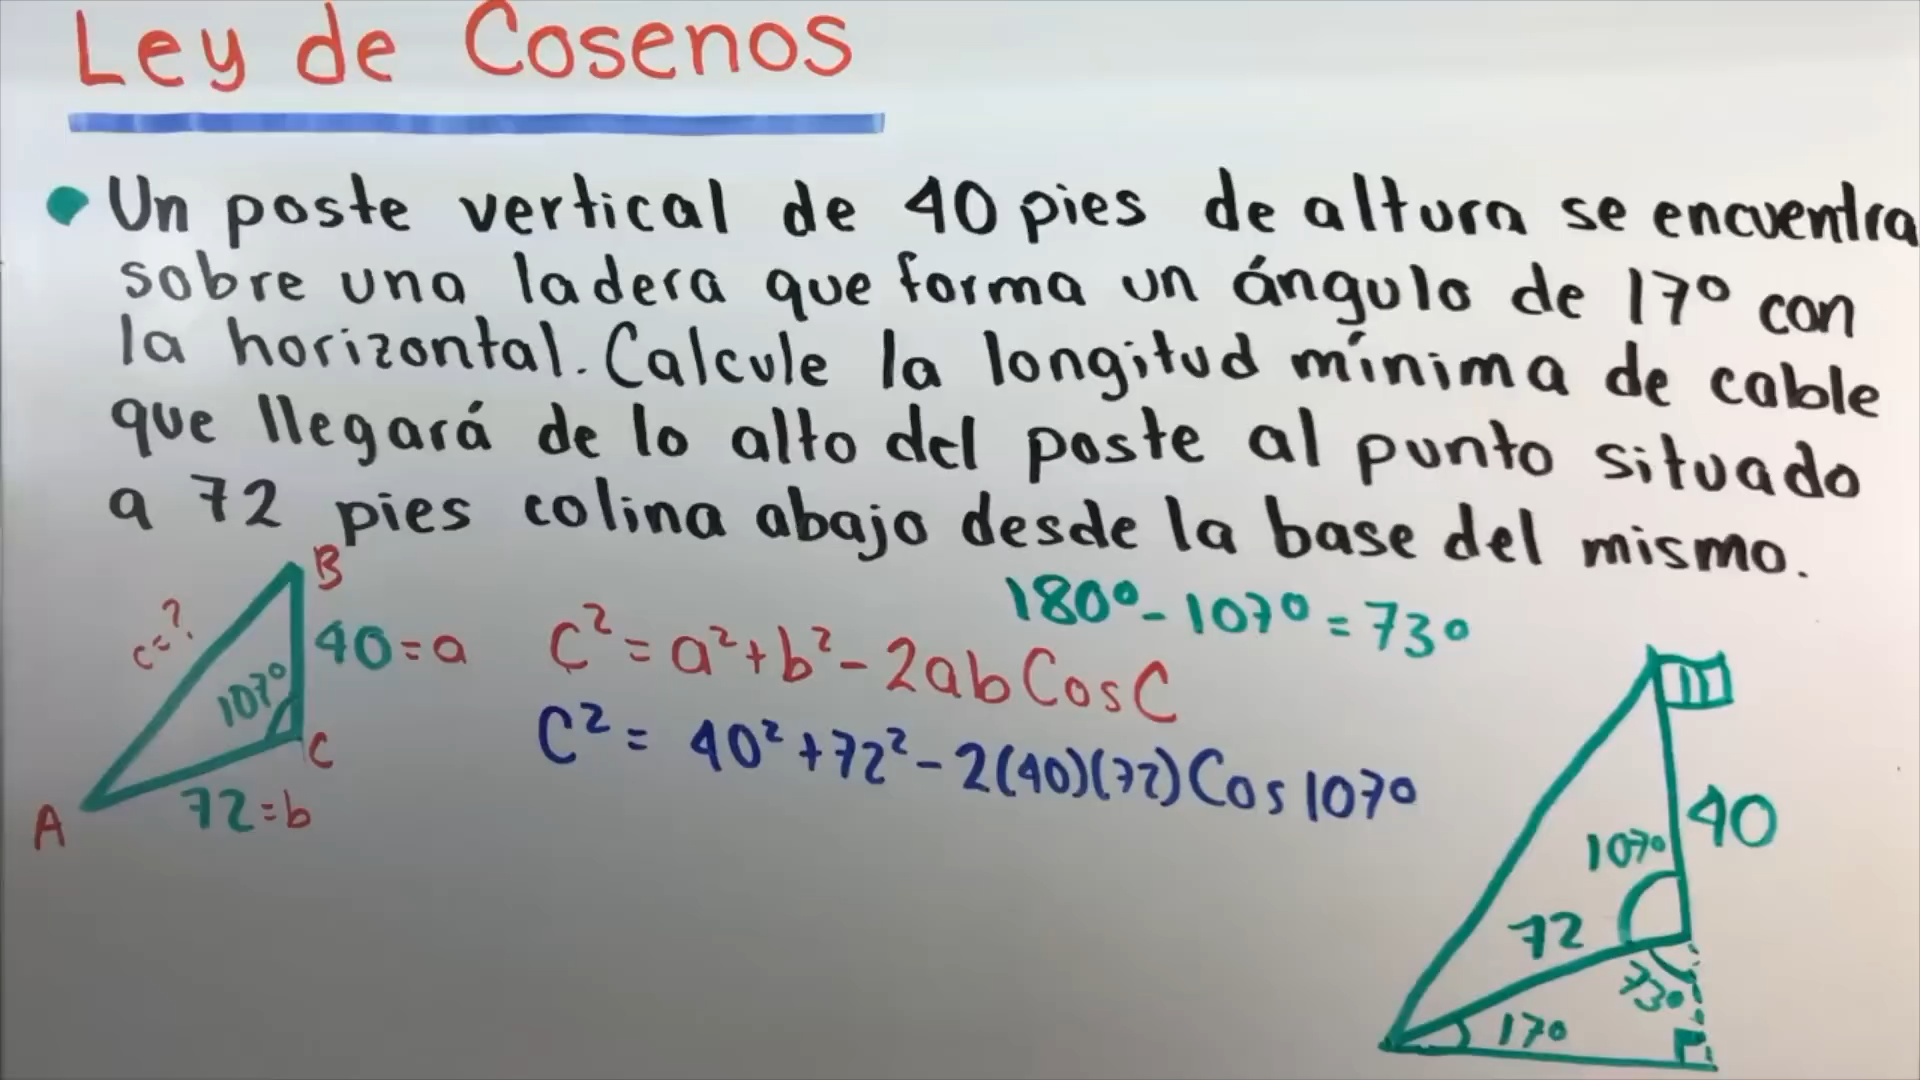 Ley de Cosenos
Un poste vertical de 40 pies de altura se encuentra
sobre una ladera que forma un ángulo de 17° con
la horizontal. Calcule la longitud mínima de cable
que llegará de lo alto del poste al punto situado
a 72 pies colina abajo desde la base del mismo.
180° - 107° = 73°
B
c=?
40=a
107°
C
72=b
A
C² = a² + b² - 2ab Cos C
C² = 40² + 72² - 2(40)(72) Cos 107°
40
107°
72
73°
17°